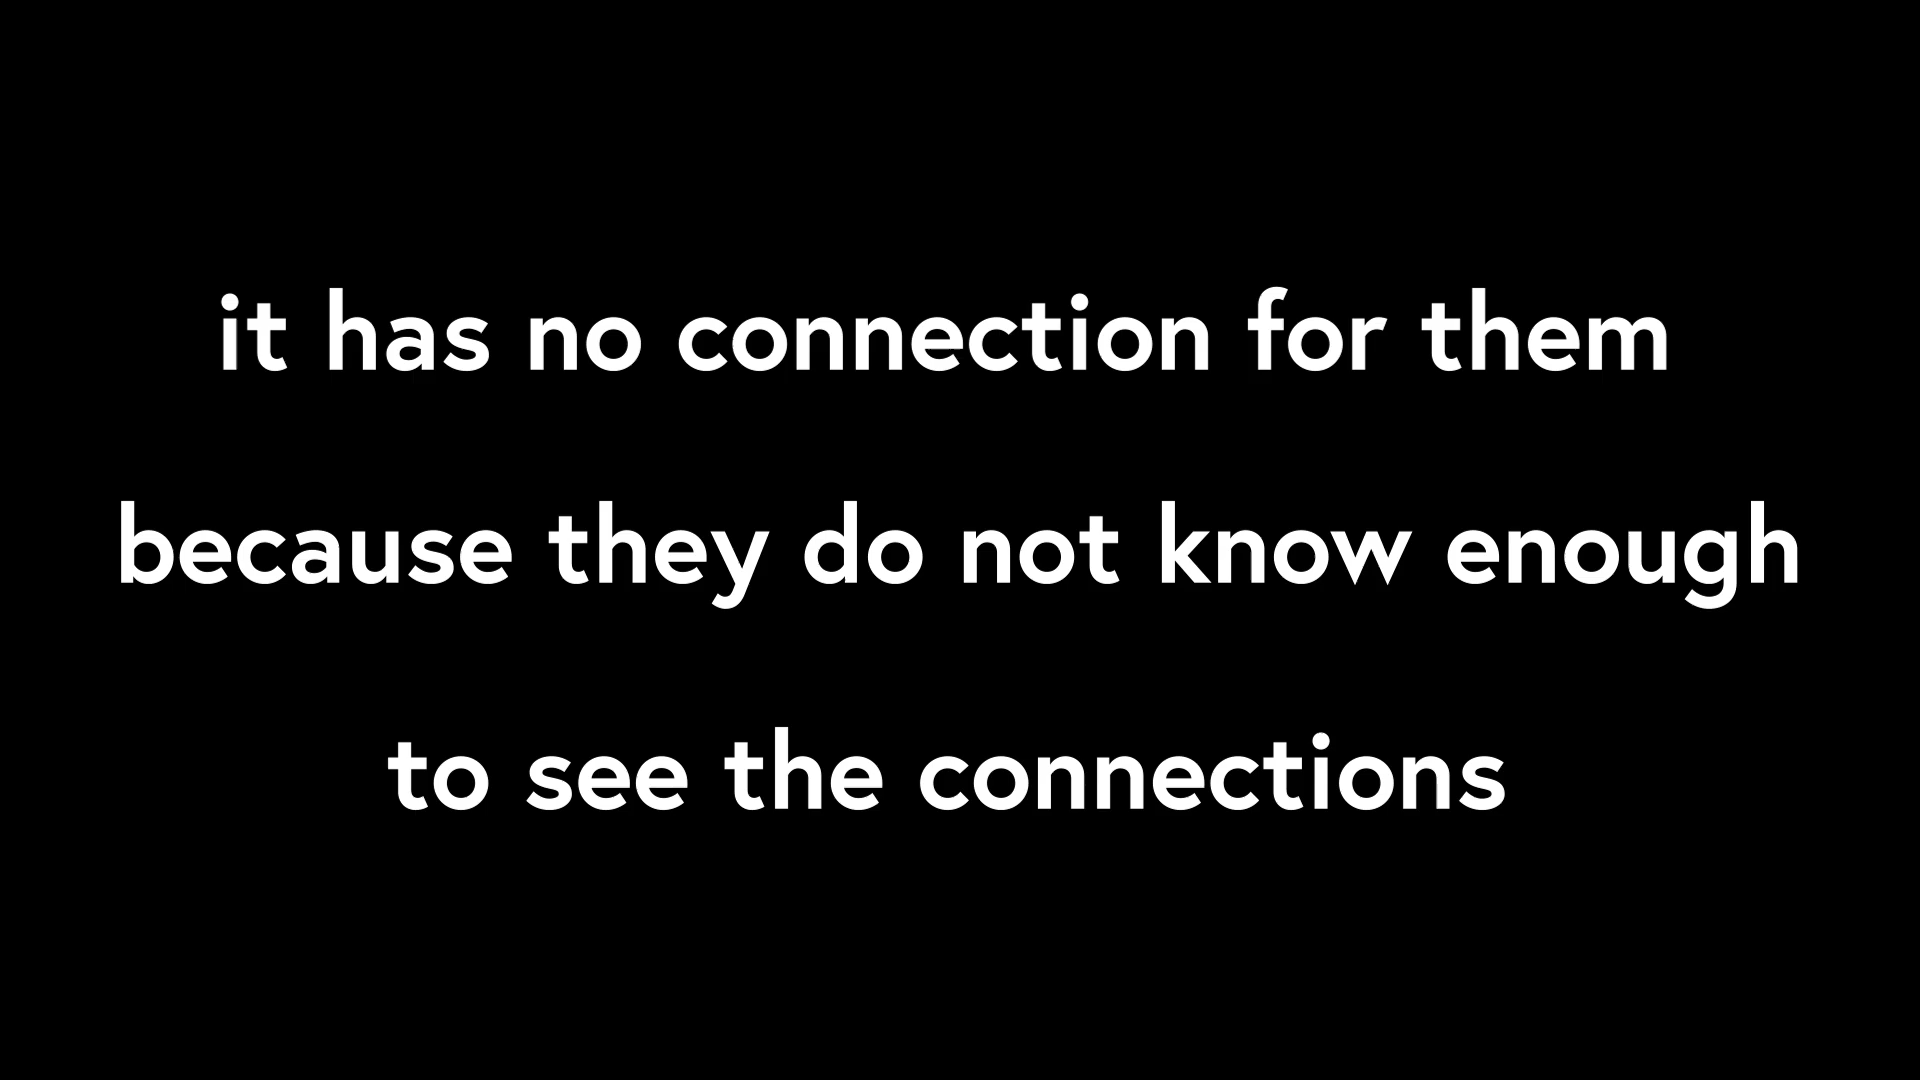 it has no connection for them
because they do not know enough
to see the connections